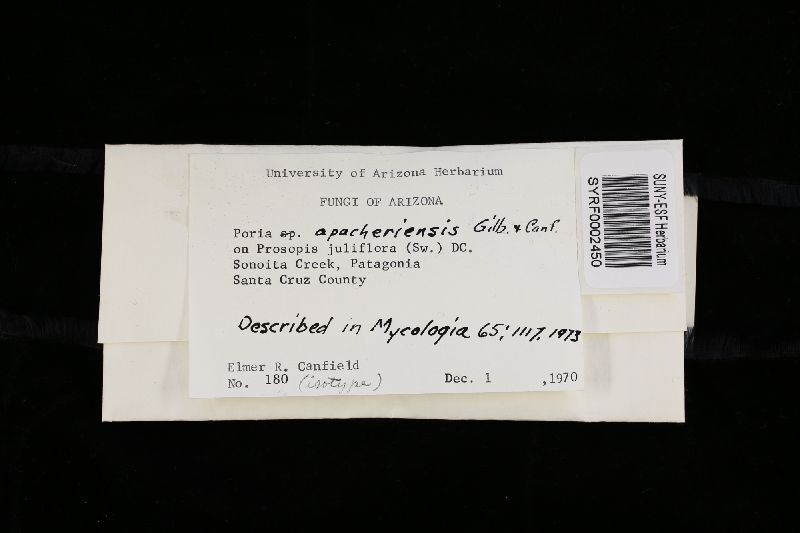 University of Arizona Herbarium
FUNGI OF ARIZONA
Poria sp. apacheriensis Gilb. & Canf.
on Prosopis juliflora (Sw.) DC.
Sonoita Creek, Patagonia
Santa Cruz County
Described in Mycologia 65: 1117, 1973
Elmer R. Canfield
No. 180 (isotype) Dec. 1 ,1970
SUNY-ESF Herbarium
SYRF0002450